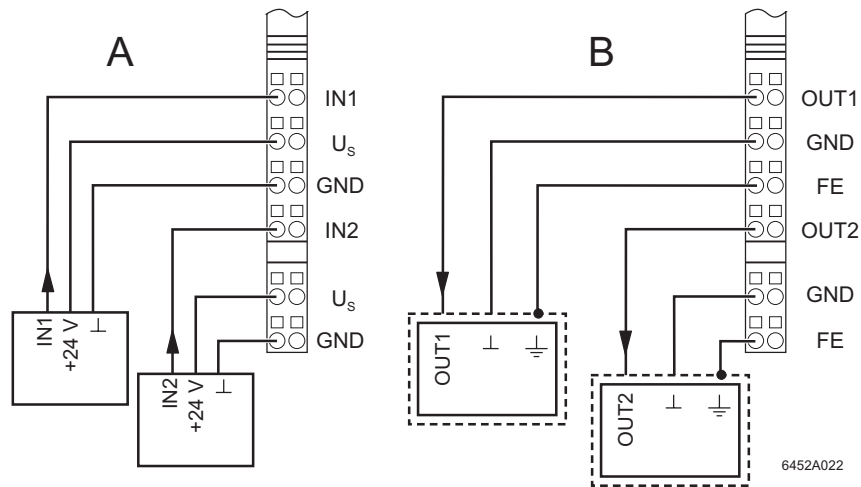 A
IN1
US
GND
IN2
US
GND
IN1
+24 V
⊥
IN2
+24 V
⊥
B
OUT1
GND
FE
OUT2
GND
FE
OUT1
⊥
⏚
OUT2
⊥
⏚
6452A022